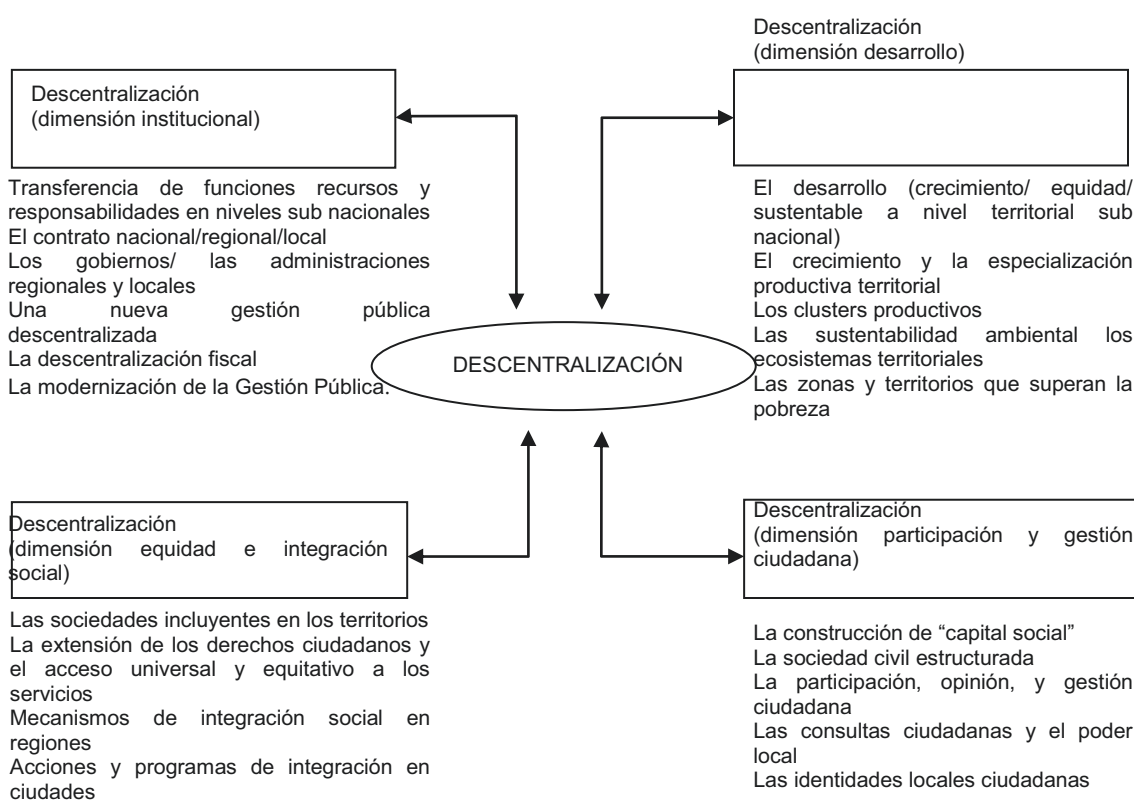 Descentralización
(dimensión institucional)
Transferencia de funciones recursos y
responsabilidades en niveles sub nacionales
El contrato nacional/regional/local
Los gobiernos/ las administraciones
regionales y locales
Una nueva gestión pública
descentralizada
La descentralización fiscal
La modernización de la Gestión Pública.
Descentralización
(dimensión desarrollo)
El desarrollo (crecimiento/ equidad/
sustentable a nivel territorial sub
nacional)
El crecimiento y la especialización
productiva territorial
Los clusters productivos
Las sustentabilidad ambiental los
ecosistemas territoriales
Las zonas y territorios que superan la
pobreza
DESCENTRALIZACIÓN
Descentralización
(dimensión equidad e integración
social)
Las sociedades incluyentes en los territorios
La extensión de los derechos ciudadanos y
el acceso universal y equitativo a los
servicios
Mecanismos de integración social en
regiones
Acciones y programas de integración en
ciudades
Descentralización
(dimensión participación y gestión
ciudadana)
La construcción de “capital social”
La sociedad civil estructurada
La participación, opinión, y gestión
ciudadana
Las consultas ciudadanas y el poder
local
Las identidades locales ciudadanas